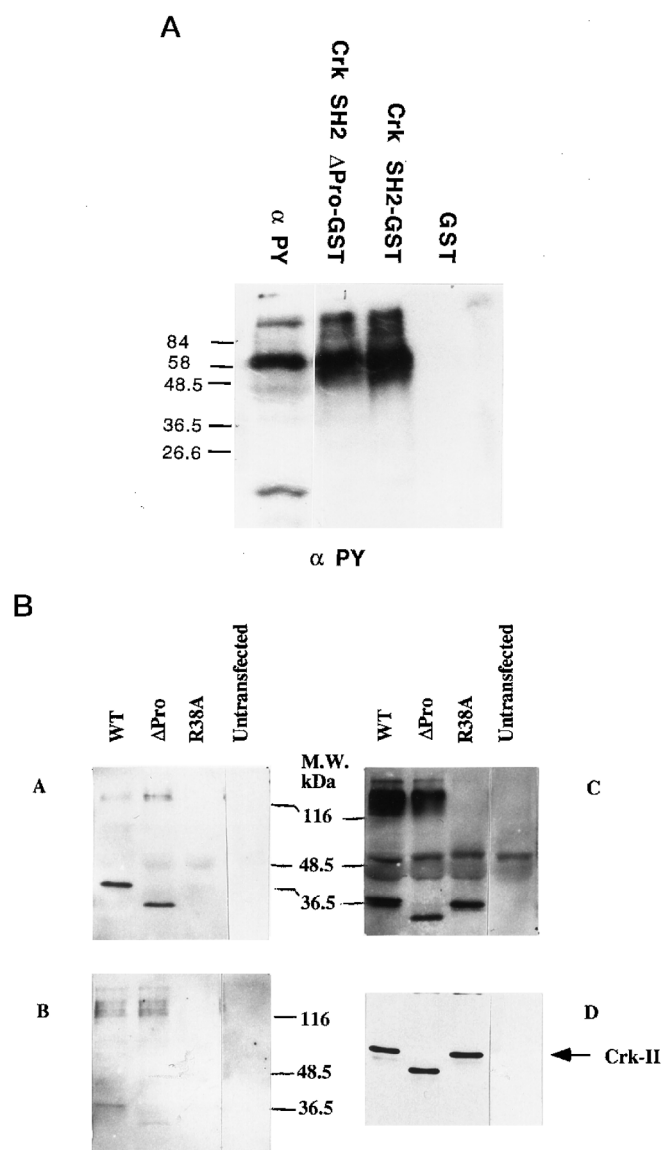 A
α PY
Crk SH2 ΔPro-GST
Crk SH2-GST
GST
84
58
48.5
36.5
26.6
α PY
B
WT
ΔPro
R38A
Untransfected
M.W.
kDa
WT
ΔPro
R38A
Untransfected
A
C
116
48.5
36.5
B
D
116
48.5
36.5
Crk-II